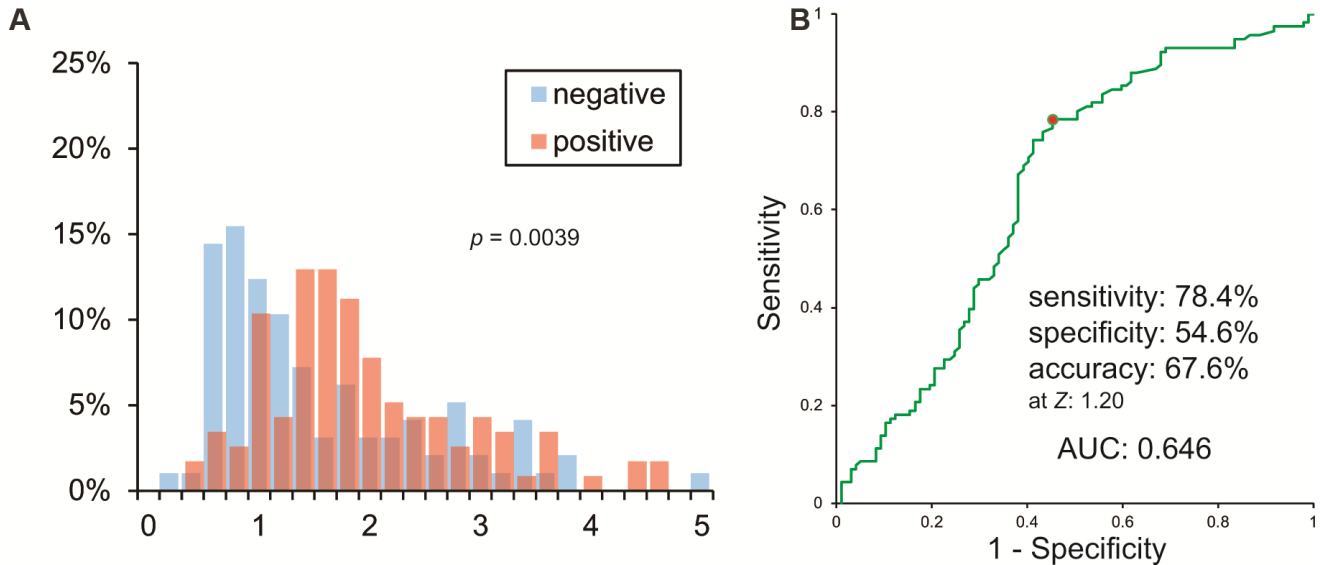 A
25%
20%
15%
10%
5%
0%
negative
positive
p = 0.0039
0 1 2 3 4 5
B
1
0.8
0.6
0.4
0.2
0
Sensitivity
sensitivity: 78.4%
specificity: 54.6%
accuracy: 67.6%
at Z: 1.20
AUC: 0.646
0 0.2 0.4 0.6 0.8 1
1 - Specificity